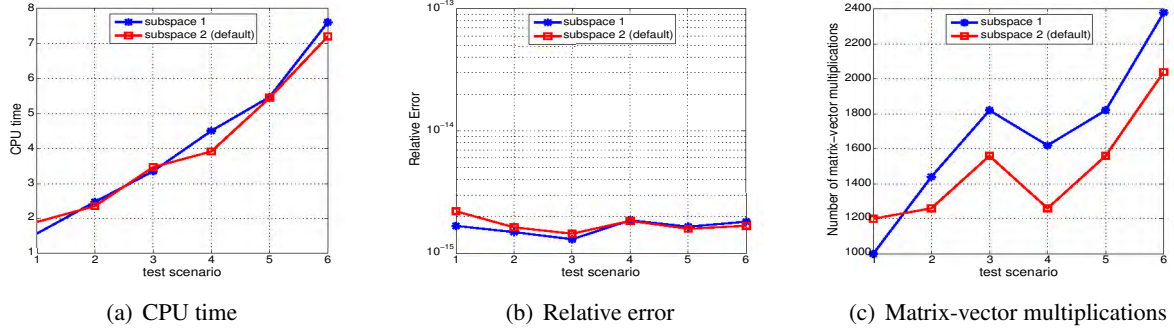 subspace 1
subspace 2 (default)
8
7
6
5
4
3
2
1
CPU time
1 2 3 4 5 6
test scenario
(a) CPU time
subspace 1
subspace 2 (default)
10^-13
10^-14
10^-15
Relative Error
1 2 3 4 5 6
test scenario
(b) Relative error
subspace 1
subspace 2 (default)
2400
2200
2000
1800
1600
1400
1200
1000
Number of matrix-vector multiplications
1 2 3 4 5 6
test scenario
(c) Matrix-vector multiplications